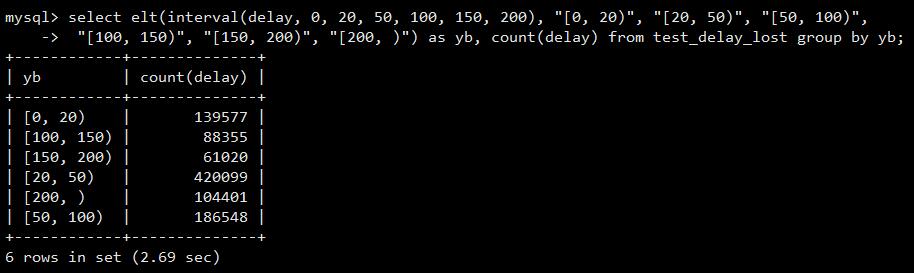 mysql> select elt(interval(delay, 0, 20, 50, 100, 150, 200), "[0, 20)", "[20, 50)", "[50, 100)",
    ->  "[100, 150)", "[150, 200)", "[200, )") as yb, count(delay) from test_delay_lost group by yb;
+------------+--------------+
| yb         | count(delay) |
+------------+--------------+
| [0, 20)    |       139577 |
| [100, 150) |        88355 |
| [150, 200) |        61020 |
| [20, 50)   |       420099 |
| [200, )    |       104401 |
| [50, 100)  |       186548 |
+------------+--------------+
6 rows in set (2.69 sec)